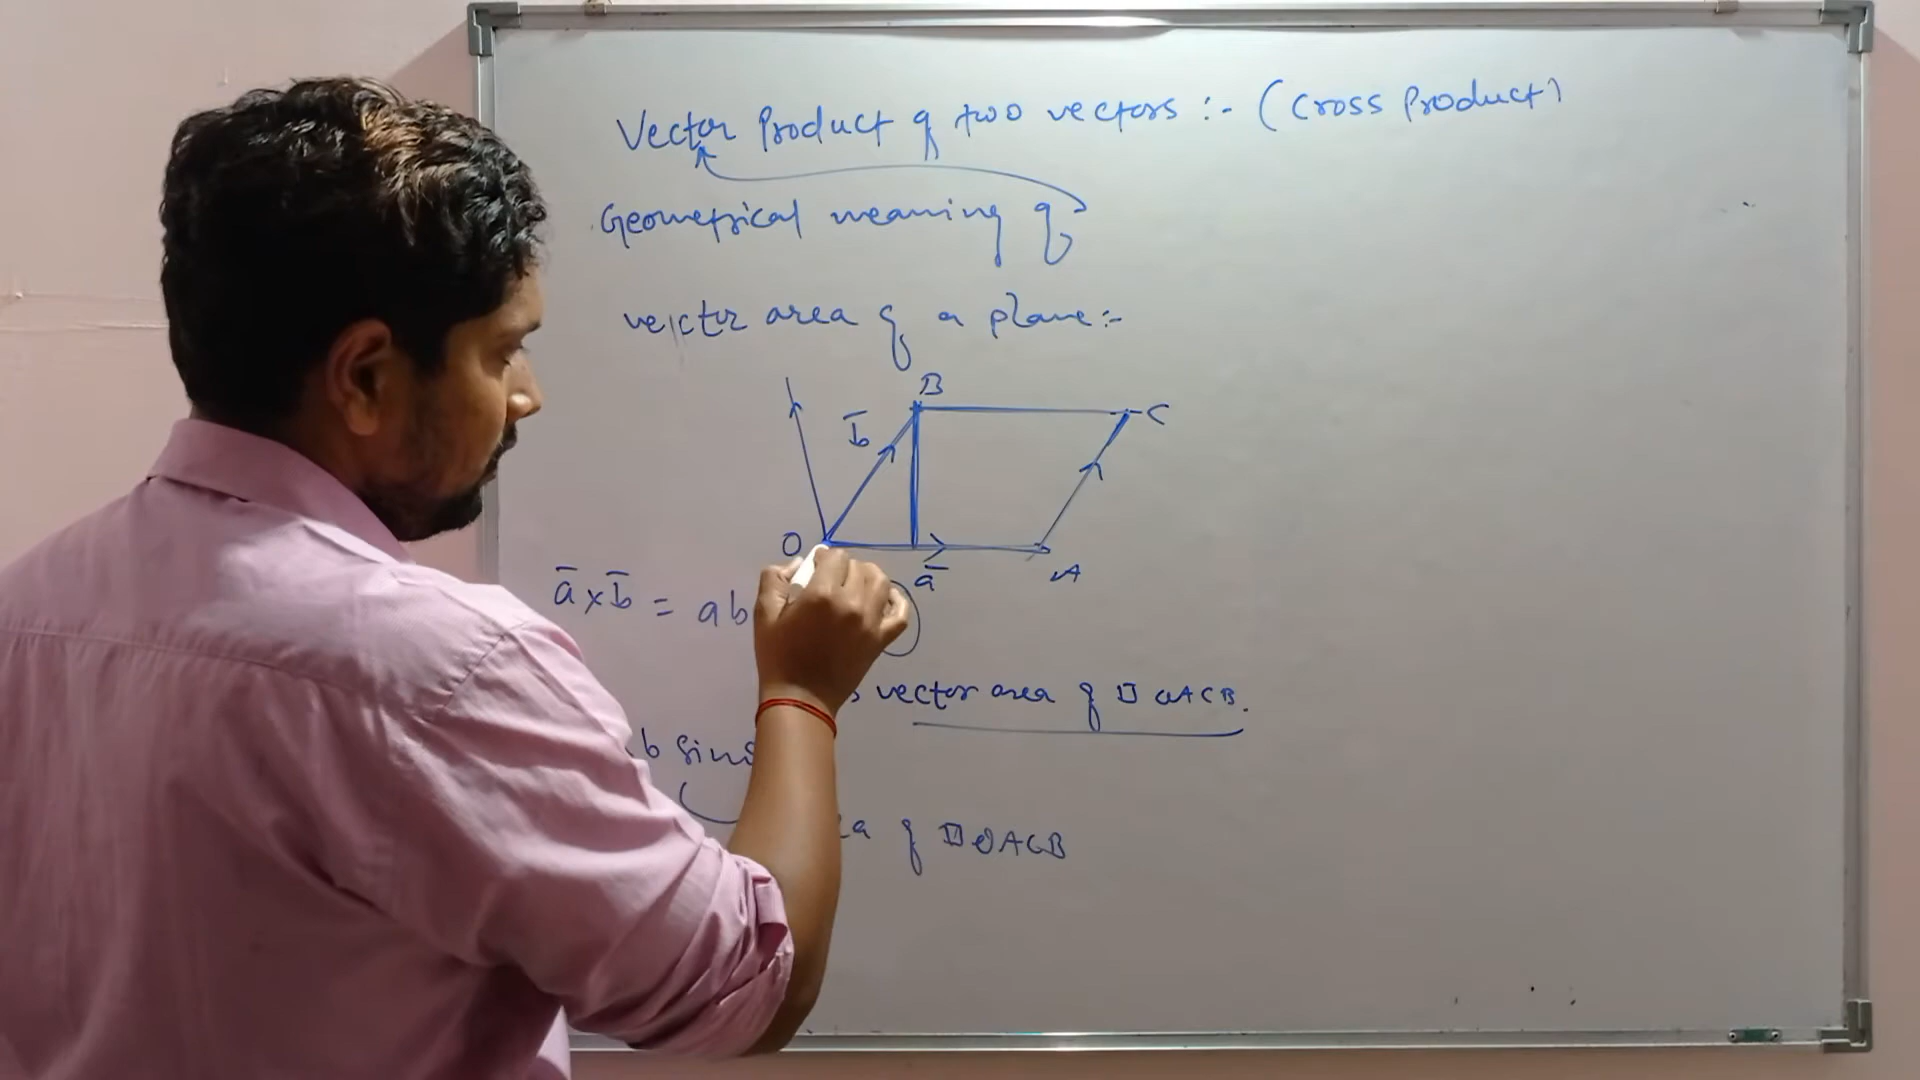 Vector Product of two vectors :- (Cross Product)
Geometrical meaning of
vector area of a plane :-
B
b̅
C
O
a̅
A
a̅ × b̅ = ab
vector area of ▱ OACB.
b sin
of ▱ OACB